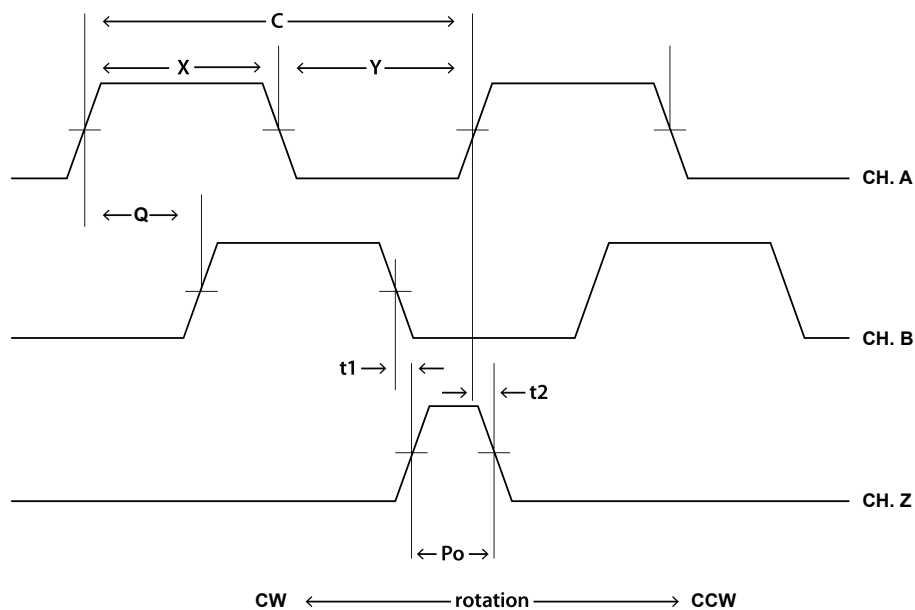 C
X
Y
CH. A
Q
CH. B
t1
t2
CH. Z
Po
CW rotation CCW